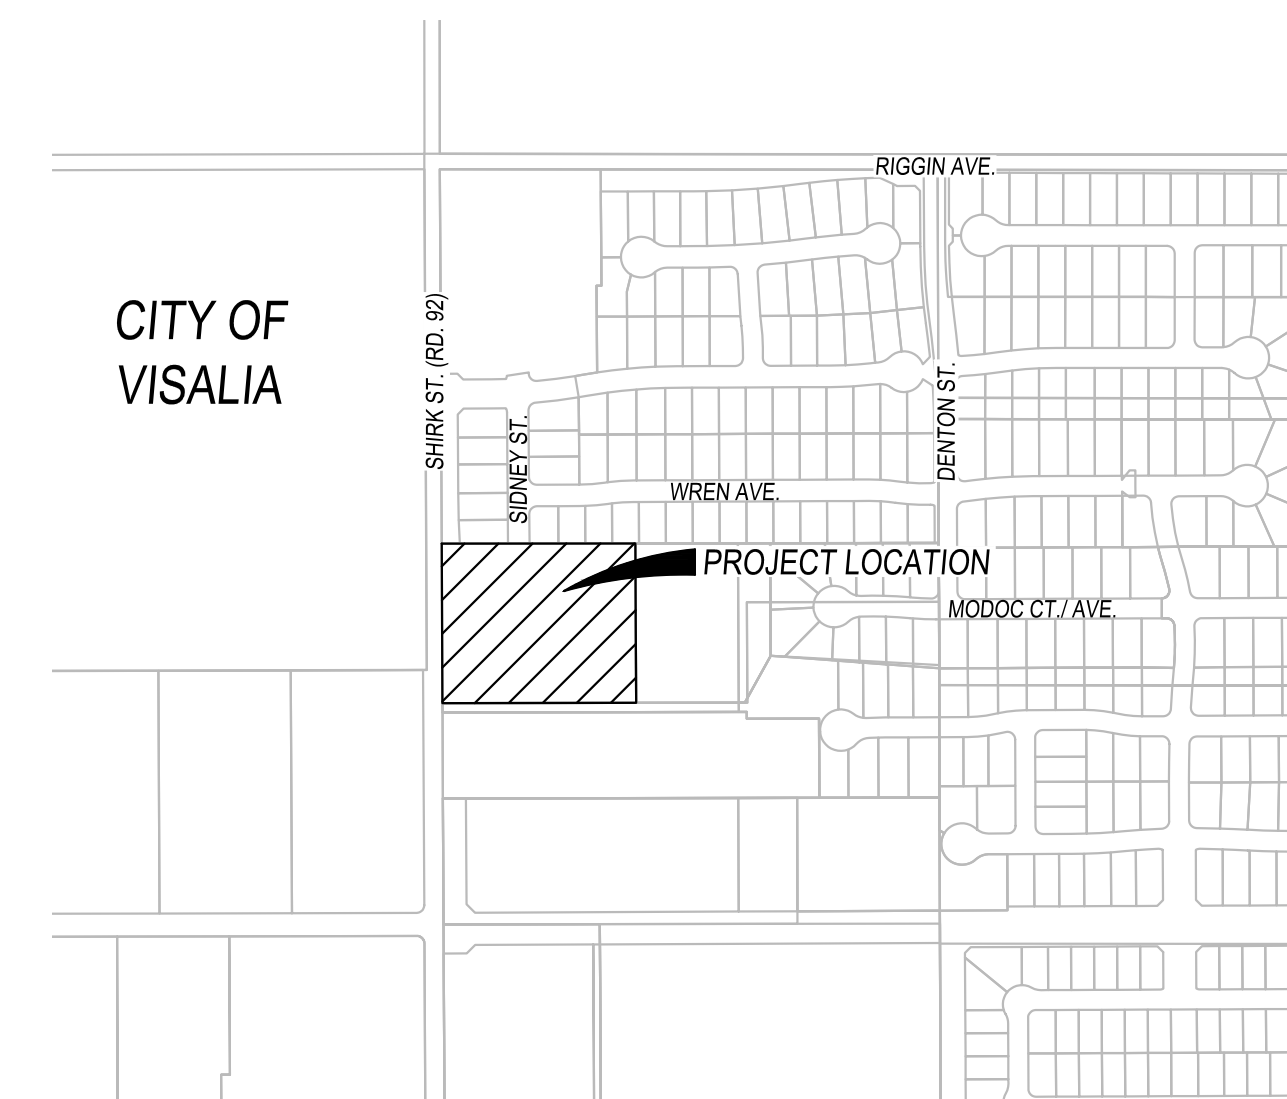 RIGGIN AVE.
CITY OF
VISALIA
SHIRK ST. (RD. 92)
DENTON ST.
SIDNEY ST.
WREN AVE.
PROJECT LOCATION
MODOC CT./ AVE.